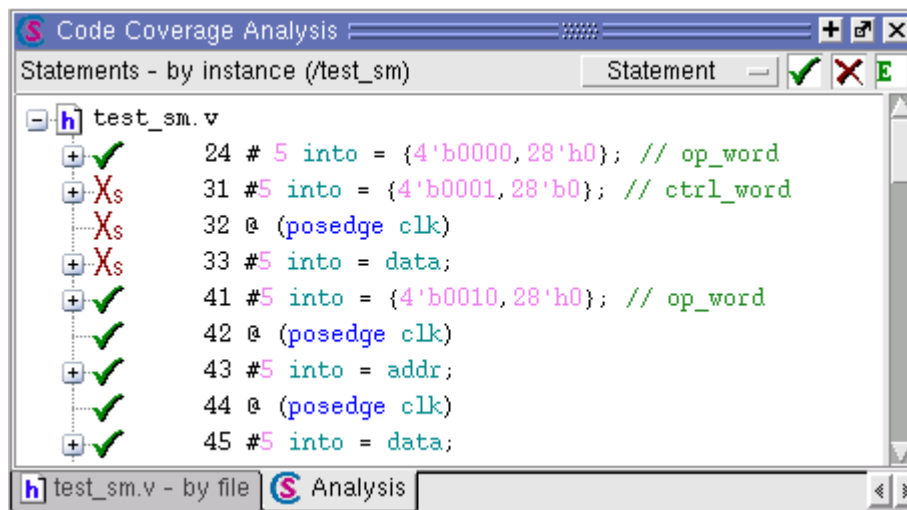 Code Coverage Analysis
Statements - by instance (/test_sm) Statement E
h test_sm.v
24 # 5 into = {4'b0000,28'h0}; // op_word
Xs 31 #5 into = {4'b0001,28'b0}; // ctrl_word
Xs 32 @ (posedge clk)
Xs 33 #5 into = data;
41 #5 into = {4'b0010,28'h0}; // op_word
42 @ (posedge clk)
43 #5 into = addr;
44 @ (posedge clk)
45 #5 into = data;
h test_sm.v - by file S Analysis